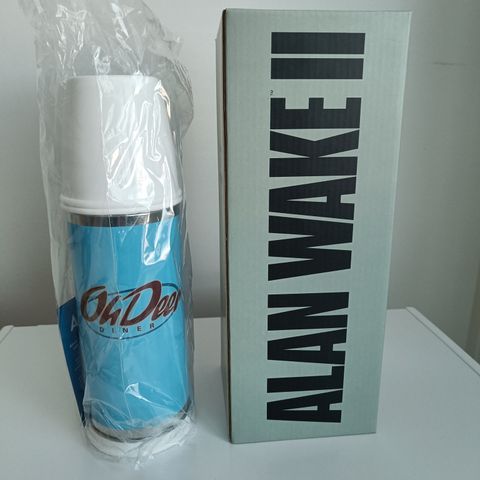 Oh Deer
DINER
ALAN WAKE II